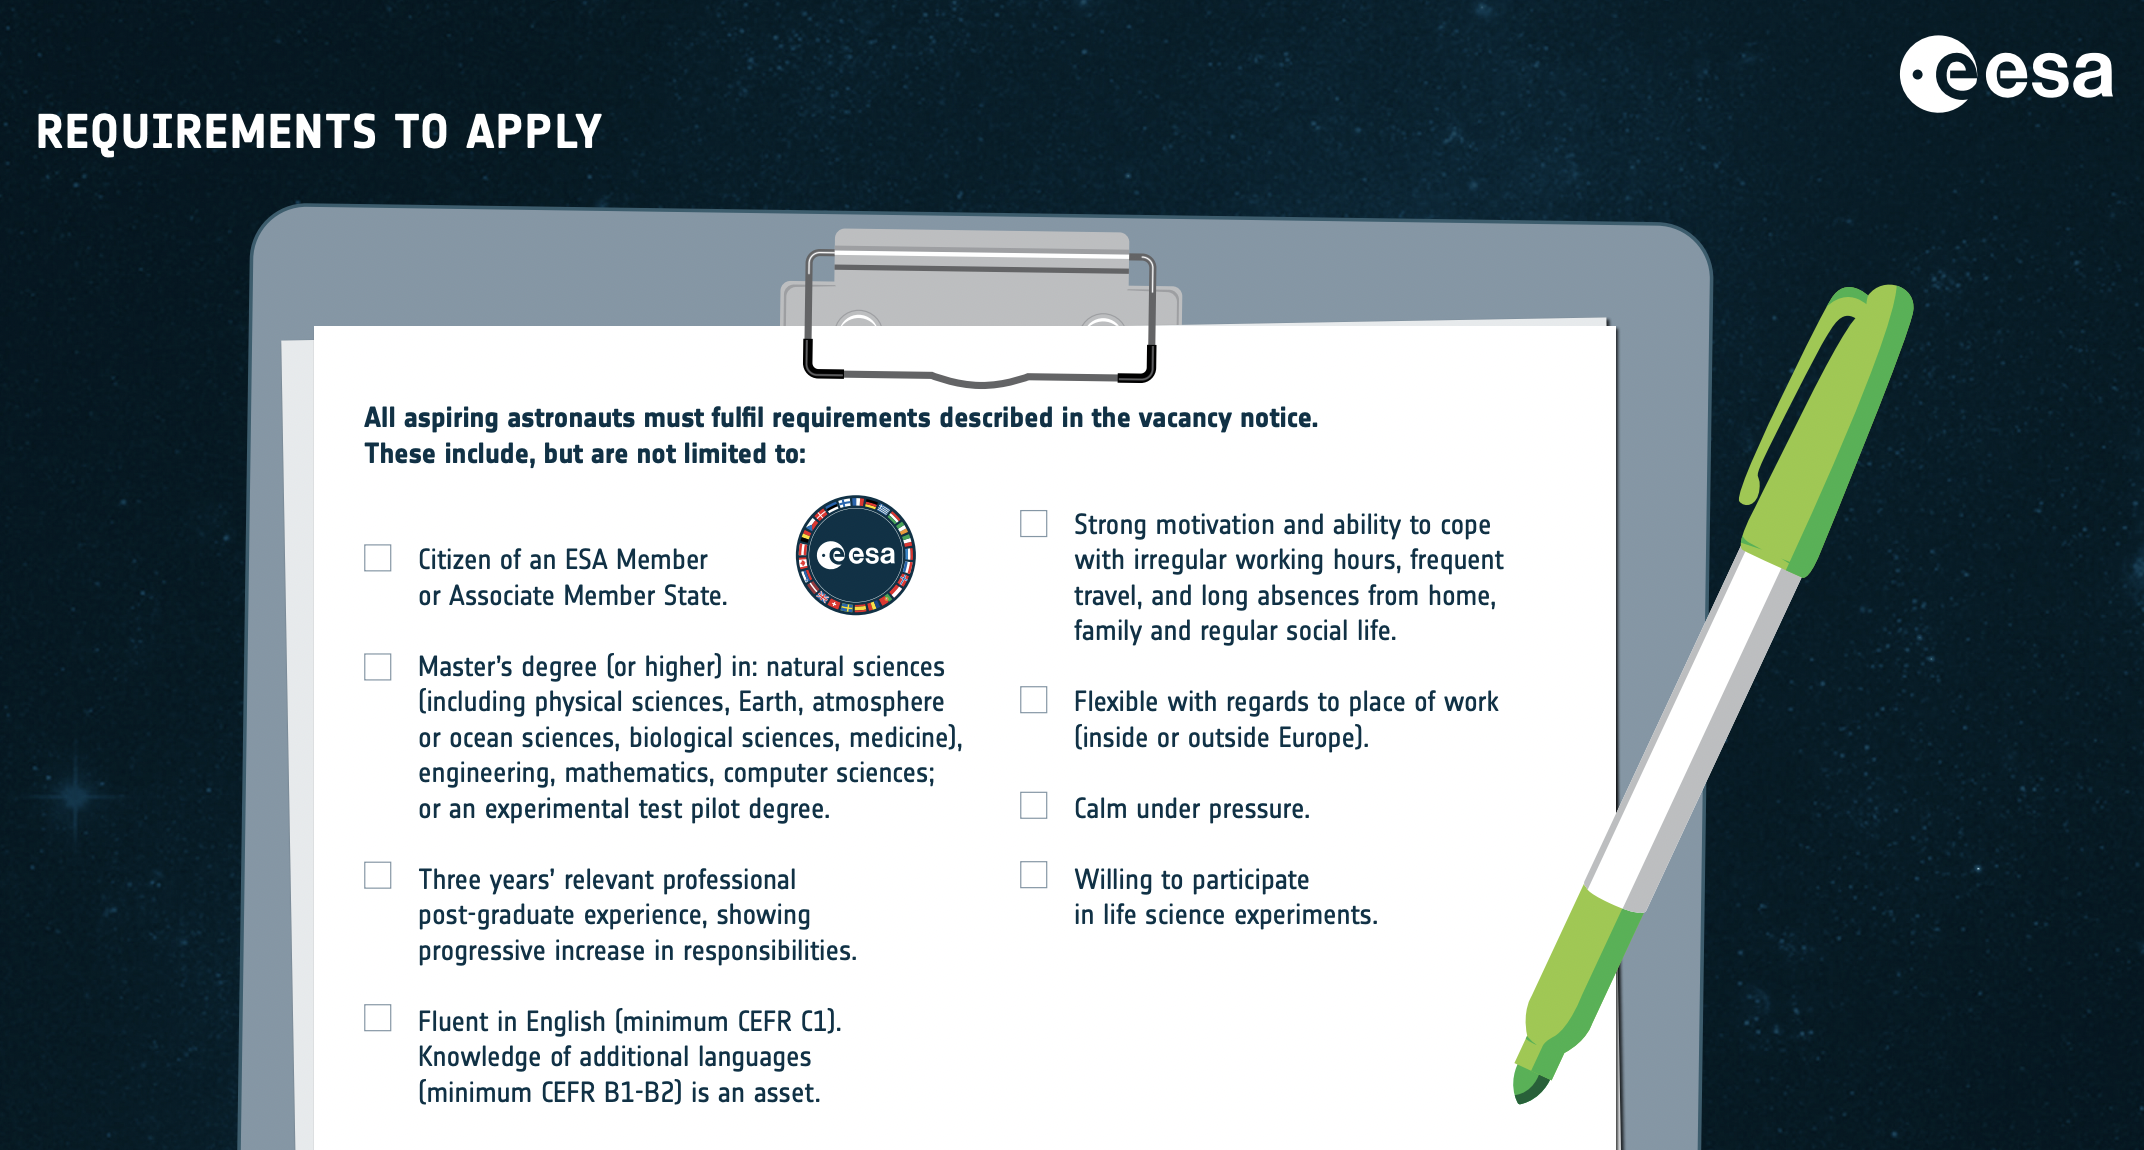 esa
REQUIREMENTS TO APPLY
All aspiring astronauts must fulfil requirements described in the vacancy notice.
These include, but are not limited to:
esa
Citizen of an ESA Member
or Associate Member State.
Master's degree (or higher) in: natural sciences
(including physical sciences, Earth, atmosphere
or ocean sciences, biological sciences, medicine),
engineering, mathematics, computer sciences;
or an experimental test pilot degree.
Three years' relevant professional
post-graduate experience, showing
progressive increase in responsibilities.
Fluent in English (minimum CEFR C1).
Knowledge of additional languages
(minimum CEFR B1-B2) is an asset.
Strong motivation and ability to cope
with irregular working hours, frequent
travel, and long absences from home,
family and regular social life.
Flexible with regards to place of work
(inside or outside Europe).
Calm under pressure.
Willing to participate
in life science experiments.